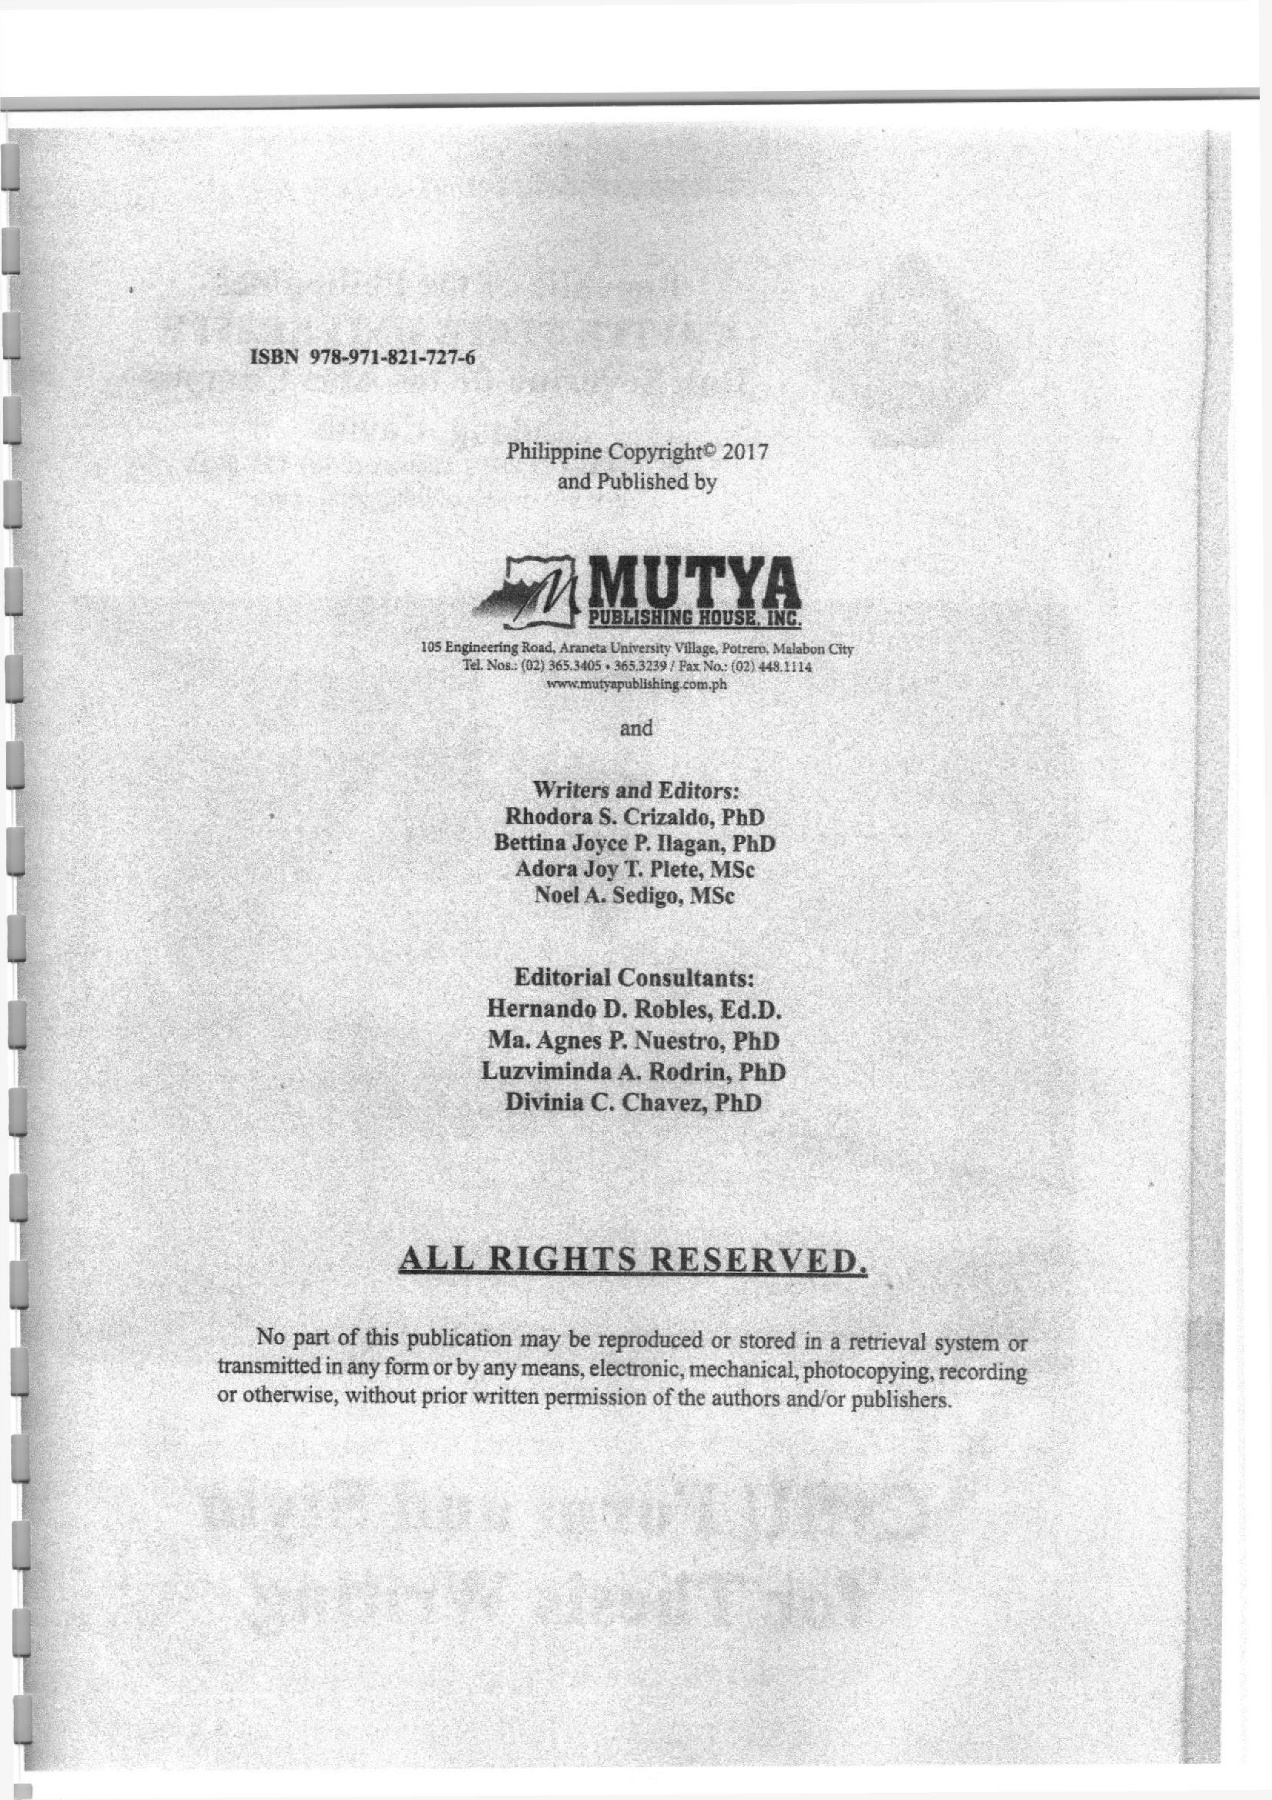 ISBN 978-971-821-727-6
Philippine Copyright© 2017
and Published by
MUTYA
PUBLISHING HOUSE, INC.
105 Engineering Road, Araneta University Village, Potrero, Malabon City
Tel. Nos.: (02) 365.3405 • 365.3239 / Fax No.: (02) 448.1114
www.mutyapublishing.com.ph
and
Writers and Editors:
Rhodora S. Crizaldo, PhD
Bettina Joyce P. Ilagan, PhD
Adora Joy T. Plete, MSc
Noel A. Sedigo, MSc
Editorial Consultants:
Hernando D. Robles, Ed.D.
Ma. Agnes P. Nuestro, PhD
Luzviminda A. Rodrin, PhD
Divinia C. Chavez, PhD
ALL RIGHTS RESERVED.
No part of this publication may be reproduced or stored in a retrieval system or
transmitted in any form or by any means, electronic, mechanical, photocopying, recording
or otherwise, without prior written permission of the authors and/or publishers.